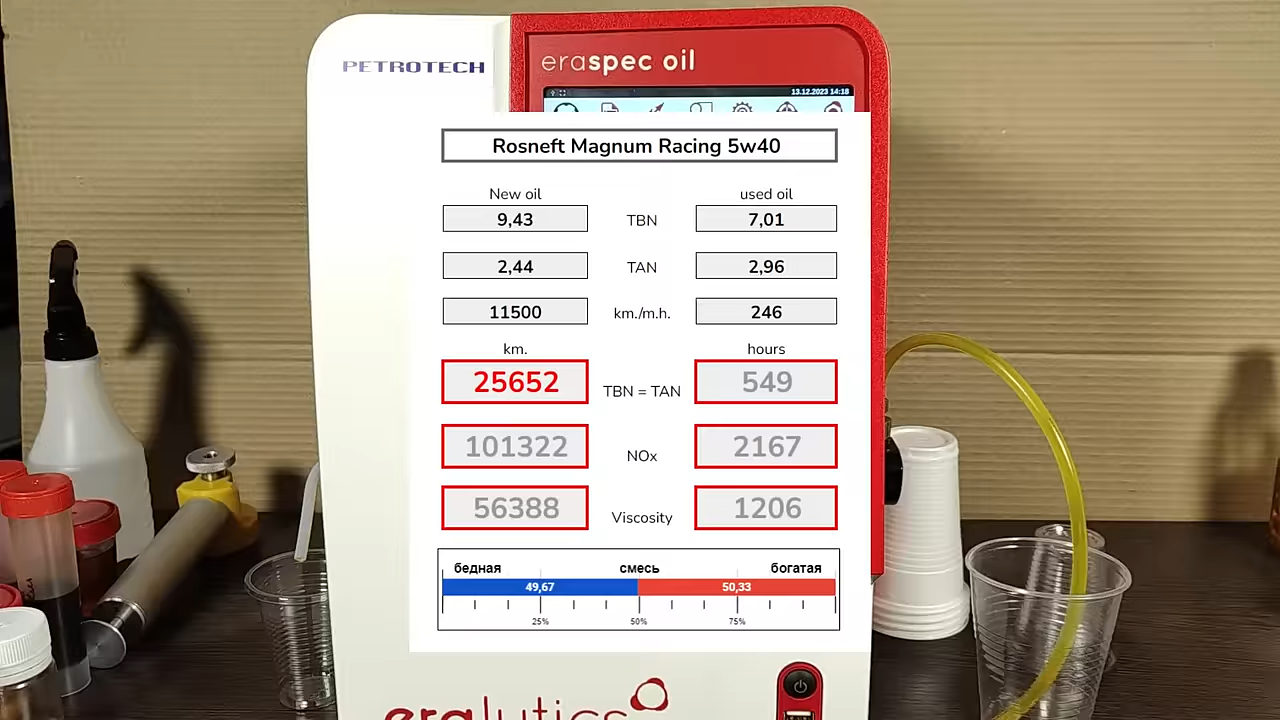 PETROTECH
eraspec oil
13.12.2023 14:18
Rosneft Magnum Racing 5w40
New oil used oil
9,43 TBN 7,01
2,44 TAN 2,96
11500 km./m.h. 246
km. hours
25652 TBN = TAN 549
101322 NOx 2167
56388 Viscosity 1206
бедная смесь богатая
49,67 50,33
25% 50% 75%
eralytics